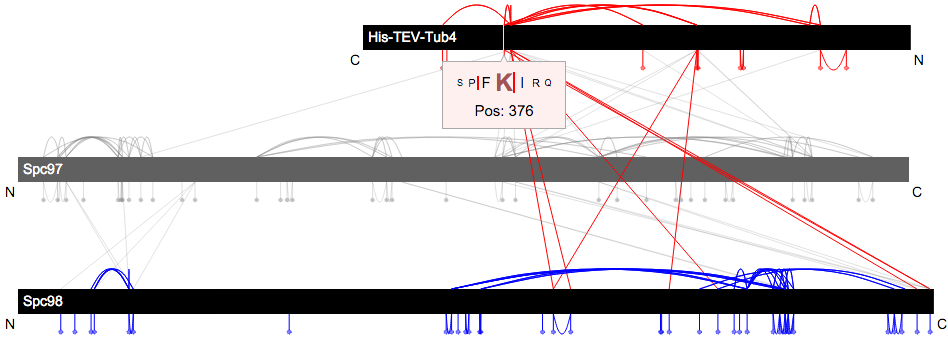 His-TEV-Tub4
C N
S P F K I R Q
Pos: 376
Spc97
N C
Spc98
N C